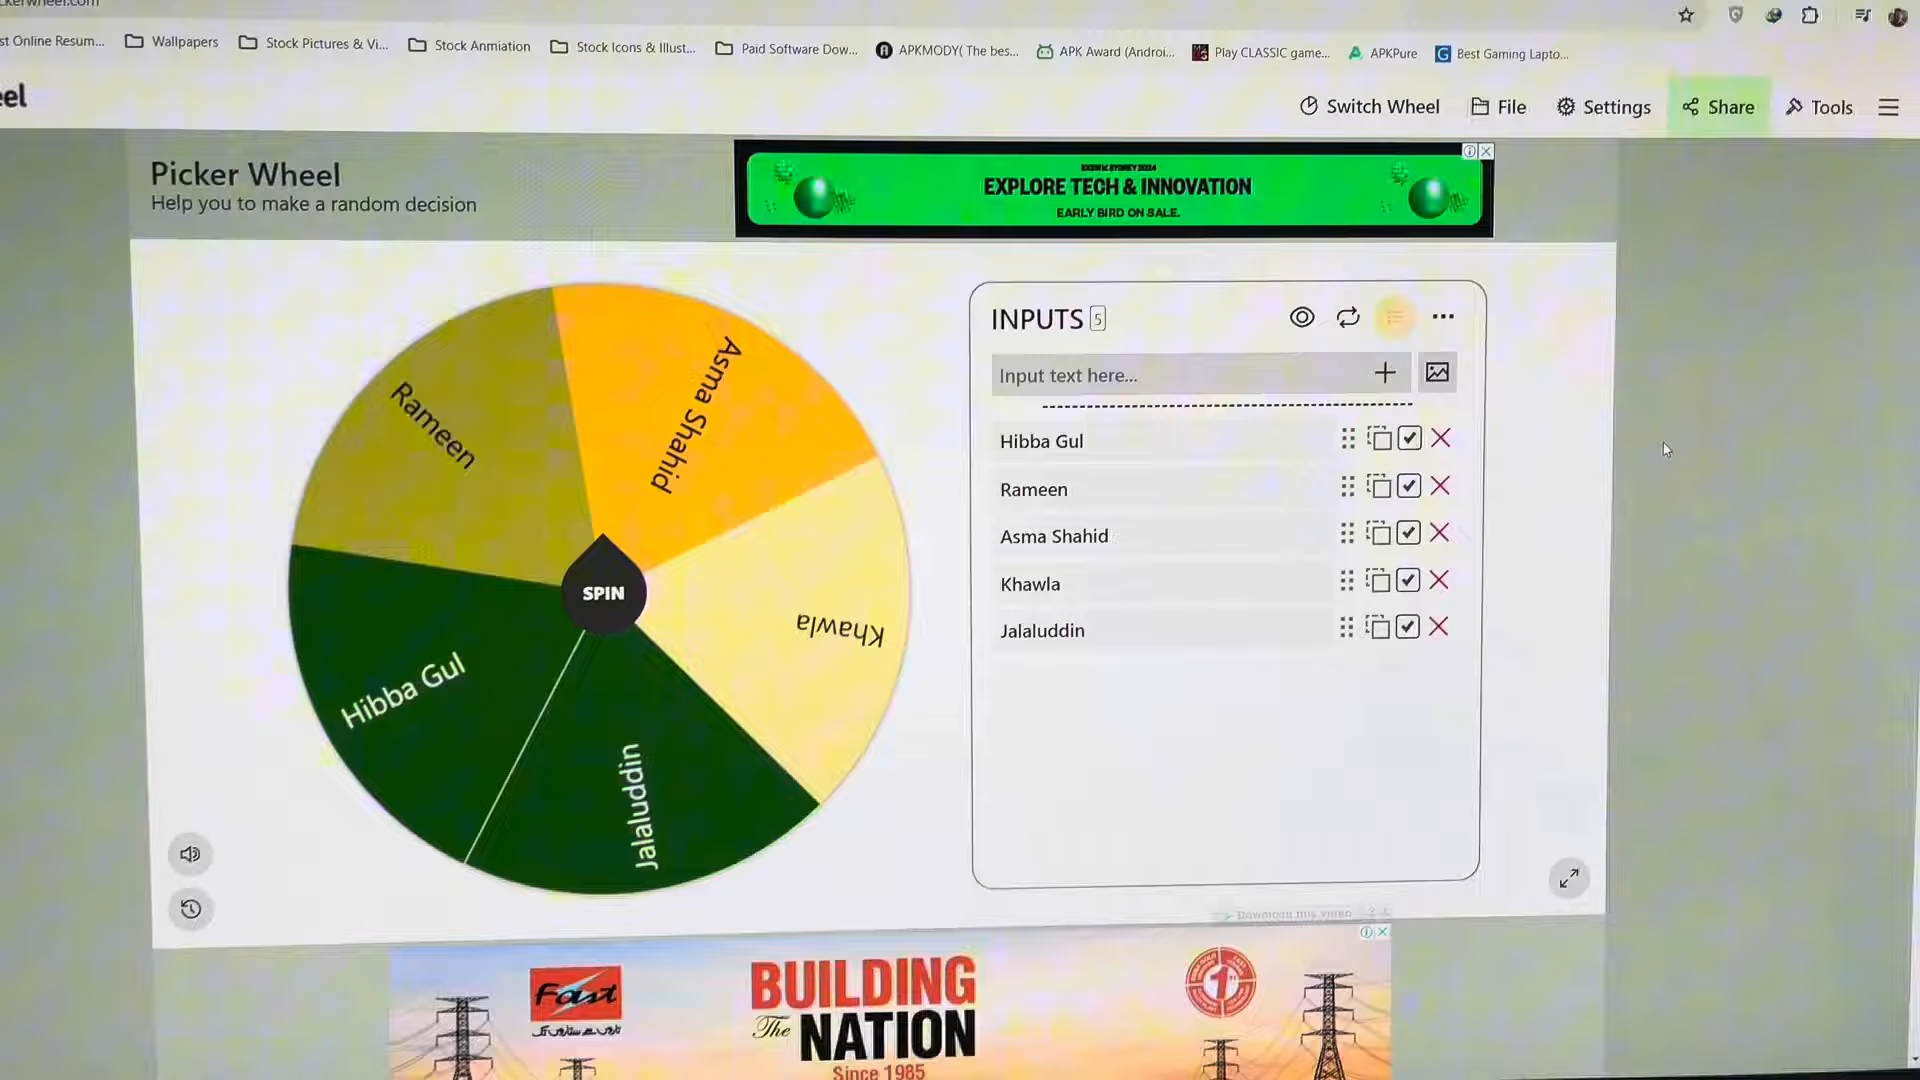 st Online Resum...
Wallpapers
Stock Pictures & Vi...
Stock Anmiation
Stock Icons & Illust...
Paid Software Dow...
APKMODY( The bes...
APK Award (Androi...
Play CLASSIC game...
APKPure
Best Gaming Lapto...
eel
Switch Wheel
File
Settings
Share
Tools
Picker Wheel
Help you to make a random decision
EXPLORE TECH & INNOVATION
EARLY BIRD ON SALE.
Rameen
Asma Shahid
Khawla
Jalaluddin
Hibba Gul
SPIN
INPUTS 5
Input text here...
Hibba Gul
Rameen
Asma Shahid
Khawla
Jalaluddin
Download this video
Fast
BUILDING
The NATION
Since 1985